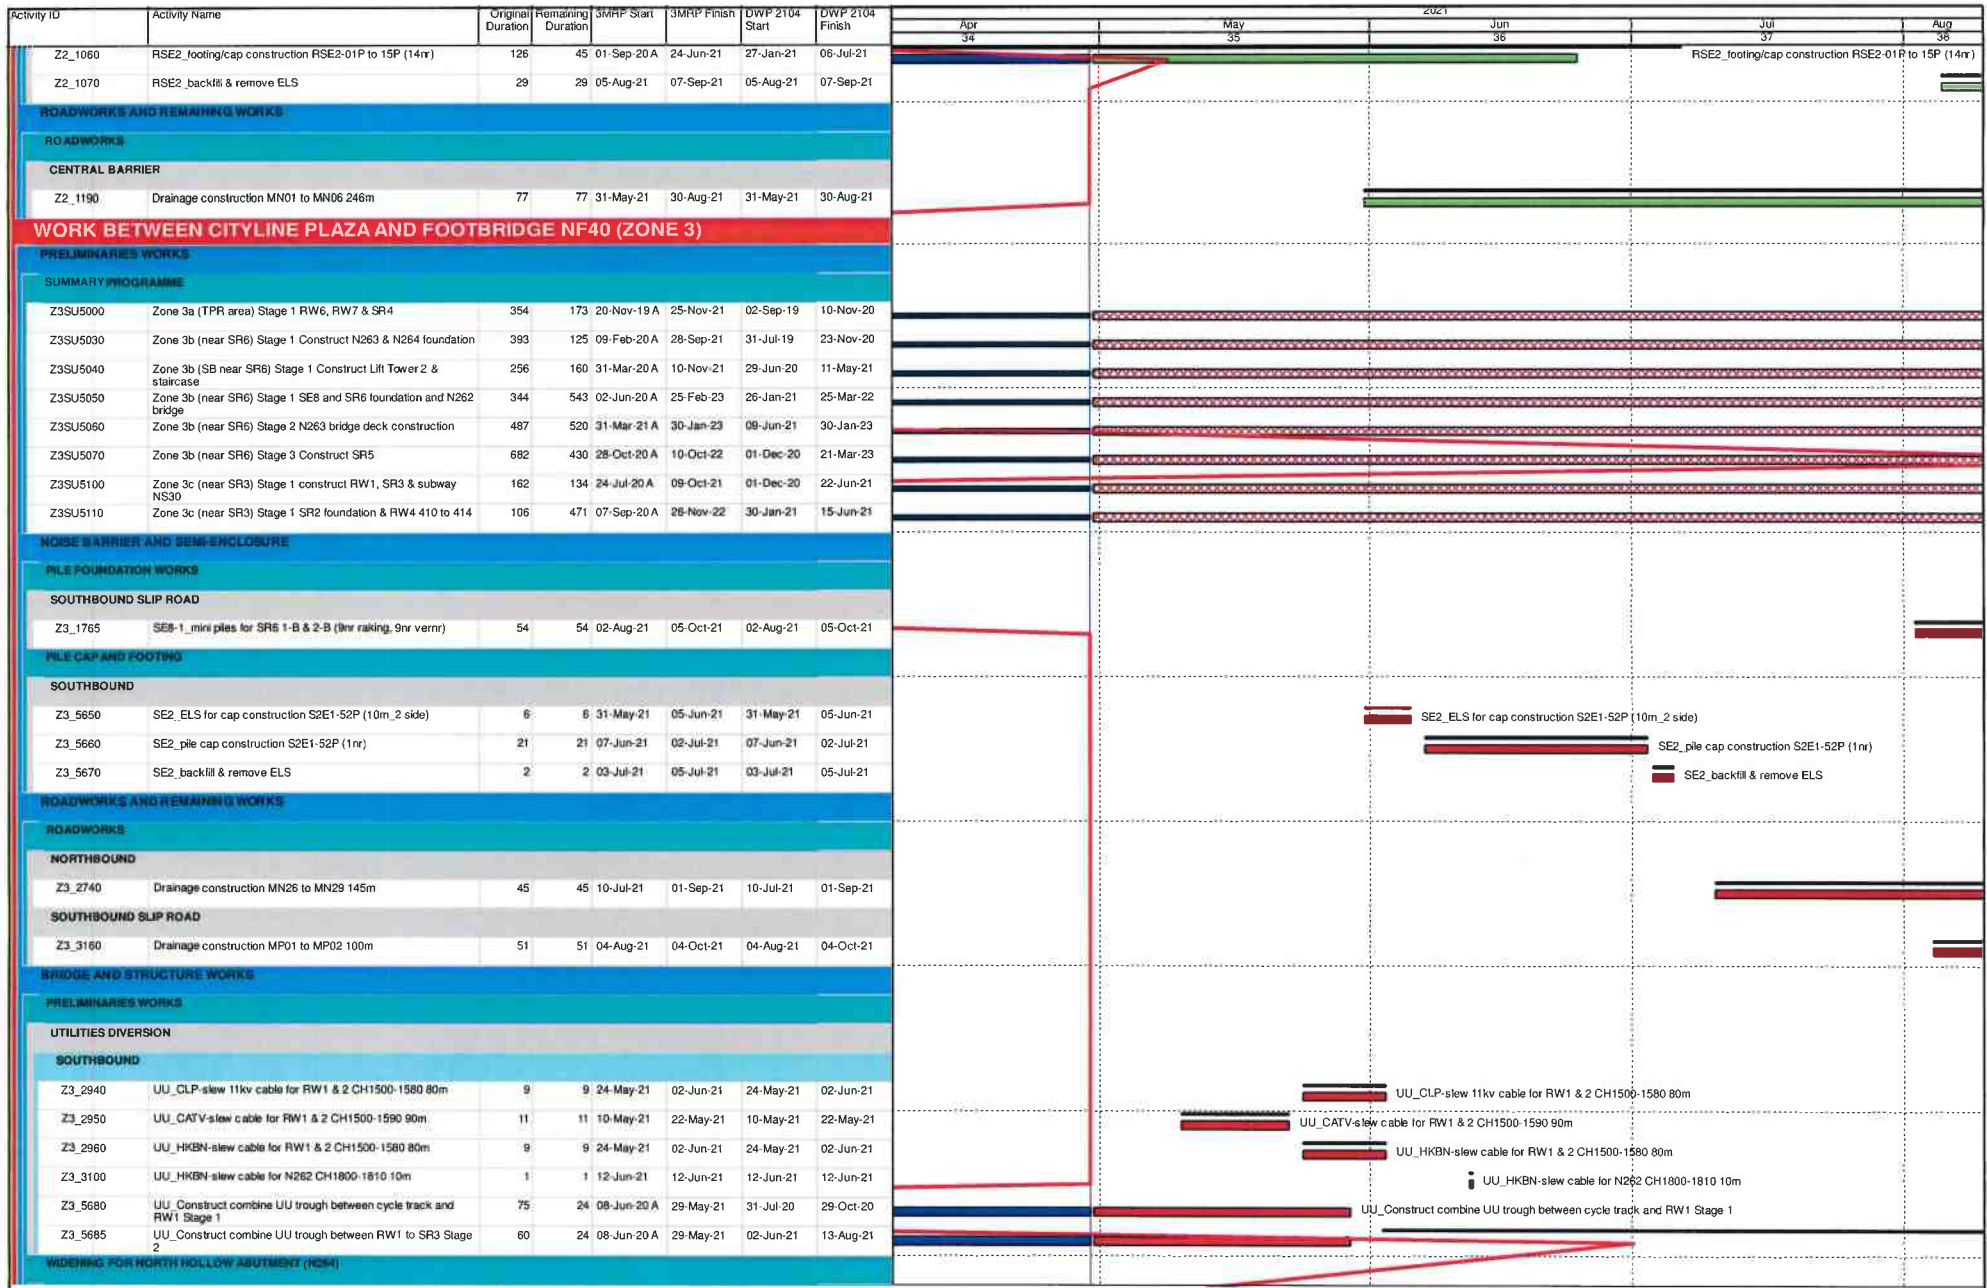 Activity ID Activity Name Original Duration Remaining Duration 3MRP Start 3MRP Finish DWP 2104 Start DWP 2104 Finish
2021
Apr May Jun Jul Aug
34 35 36 37 38
Z2_1060 RSE2_footing/cap construction RSE2-01P to 15P (14nr) 126 45 01-Sep-20 A 24-Jun-21 27-Jan-21 06-Jul-21 RSE2_footing/cap construction RSE2-01P to 15P (14nr)
Z2_1070 RSE2_backfill & remove ELS 29 29 05-Aug-21 07-Sep-21 05-Aug-21 07-Sep-21
ROADWORKS AND REMAINING WORKS
ROADWORKS
CENTRAL BARRIER
Z2_1190 Drainage construction MN01 to MN06 246m 77 77 31-May-21 30-Aug-21 31-May-21 30-Aug-21
WORK BETWEEN CITYLINE PLAZA AND FOOTBRIDGE NF40 (ZONE 3)
PRELIMINARIES WORKS
SUMMARY PROGRAMME
Z3SU5000 Zone 3a (TPR area) Stage 1 RW6, RW7 & SR4 354 173 20-Nov-19 A 25-Nov-21 02-Sep-19 10-Nov-20
Z3SU5030 Zone 3b (near SR6) Stage 1 Construct N263 & N264 foundation 393 125 09-Feb-20 A 28-Sep-21 31-Jul-19 23-Nov-20
Z3SU5040 Zone 3b (SB near SR6) Stage 1 Construct Lift Tower 2 & 256 160 31-Mar-20 A 10-Nov-21 29-Jun-20 11-May-21
staircase
Z3SU5050 Zone 3b (near SR6) Stage 1 SE8 and SR6 foundation and N262 344 543 02-Jun-20 A 25-Feb-23 26-Jan-21 25-Mar-22
bridge
Z3SU5060 Zone 3b (near SR6) Stage 2 N263 bridge deck construction 487 520 31-Mar-21 A 30-Jan-23 09-Jun-21 30-Jan-23
Z3SU5070 Zone 3b (near SR6) Stage 3 Construct SR5 682 430 28-Oct-20 A 10-Oct-22 01-Dec-20 21-Mar-23
Z3SU5100 Zone 3c (near SR3) Stage 1 construct RW1, SR3 & subway 162 134 24-Jul-20 A 09-Oct-21 01-Dec-20 22-Jun-21
NS30
Z3SU5110 Zone 3c (near SR3) Stage 1 SR2 foundation & RW4 410 to 414 106 471 07-Sep-20 A 26-Nov-22 30-Jan-21 15-Jun-21
NOISE BARRIER AND SEMI-ENCLOSURE
PILE FOUNDATION WORKS
SOUTHBOUND SLIP ROAD
Z3_1765 SE8-1_mini piles for SR6 1-B & 2-B (9nr raking, 9nr vernr) 54 54 02-Aug-21 05-Oct-21 02-Aug-21 05-Oct-21
PILE CAP AND FOOTING
SOUTHBOUND
Z3_5650 SE2_ELS for cap construction S2E1-52P (10m_2 side) 6 6 31-May-21 05-Jun-21 31-May-21 05-Jun-21 SE2_ELS for cap construction S2E1-52P (10m_2 side)
Z3_5660 SE2_pile cap construction S2E1-52P (1nr) 21 21 07-Jun-21 02-Jul-21 07-Jun-21 02-Jul-21 SE2_pile cap construction S2E1-52P (1nr)
Z3_5670 SE2_backfill & remove ELS 2 2 03-Jul-21 05-Jul-21 03-Jul-21 05-Jul-21 SE2_backfill & remove ELS
ROADWORKS AND REMAINING WORKS
ROADWORKS
NORTHBOUND
Z3_2740 Drainage construction MN26 to MN29 145m 45 45 10-Jul-21 01-Sep-21 10-Jul-21 01-Sep-21
SOUTHBOUND SLIP ROAD
Z3_3160 Drainage construction MP01 to MP02 100m 51 51 04-Aug-21 04-Oct-21 04-Aug-21 04-Oct-21
BRIDGE AND STRUCTURE WORKS
PRELIMINARIES WORKS
UTILITIES DIVERSION
SOUTHBOUND
Z3_2940 UU_CLP-slew 11kv cable for RW1 & 2 CH1500-1580 80m 9 9 24-May-21 02-Jun-21 24-May-21 02-Jun-21 UU_CLP-slew 11kv cable for RW1 & 2 CH1500-1580 80m
Z3_2950 UU_CATV-slew cable for RW1 & 2 CH1500-1590 90m 11 11 10-May-21 22-May-21 10-May-21 22-May-21 UU_CATV-slew cable for RW1 & 2 CH1500-1590 90m
Z3_2960 UU_HKBN-slew cable for RW1 & 2 CH1500-1580 80m 9 9 24-May-21 02-Jun-21 24-May-21 02-Jun-21 UU_HKBN-slew cable for RW1 & 2 CH1500-1580 80m
Z3_3100 UU_HKBN-slew cable for N262 CH1800-1810 10m 1 1 12-Jun-21 12-Jun-21 12-Jun-21 12-Jun-21 UU_HKBN-slew cable for N262 CH1800-1810 10m
Z3_5680 UU_Construct combine UU trough between cycle track and 75 24 08-Jun-20 A 29-May-21 31-Jul-20 29-Oct-20 UU_Construct combine UU trough between cycle track and RW1 Stage 1
RW1 Stage 1
Z3_5685 UU_Construct combine UU trough between RW1 to SR3 Stage 60 24 08-Jun-20 A 29-May-21 02-Jun-21 13-Aug-21
2
WIDENING FOR NORTH HOLLOW ABUTMENT (N264)